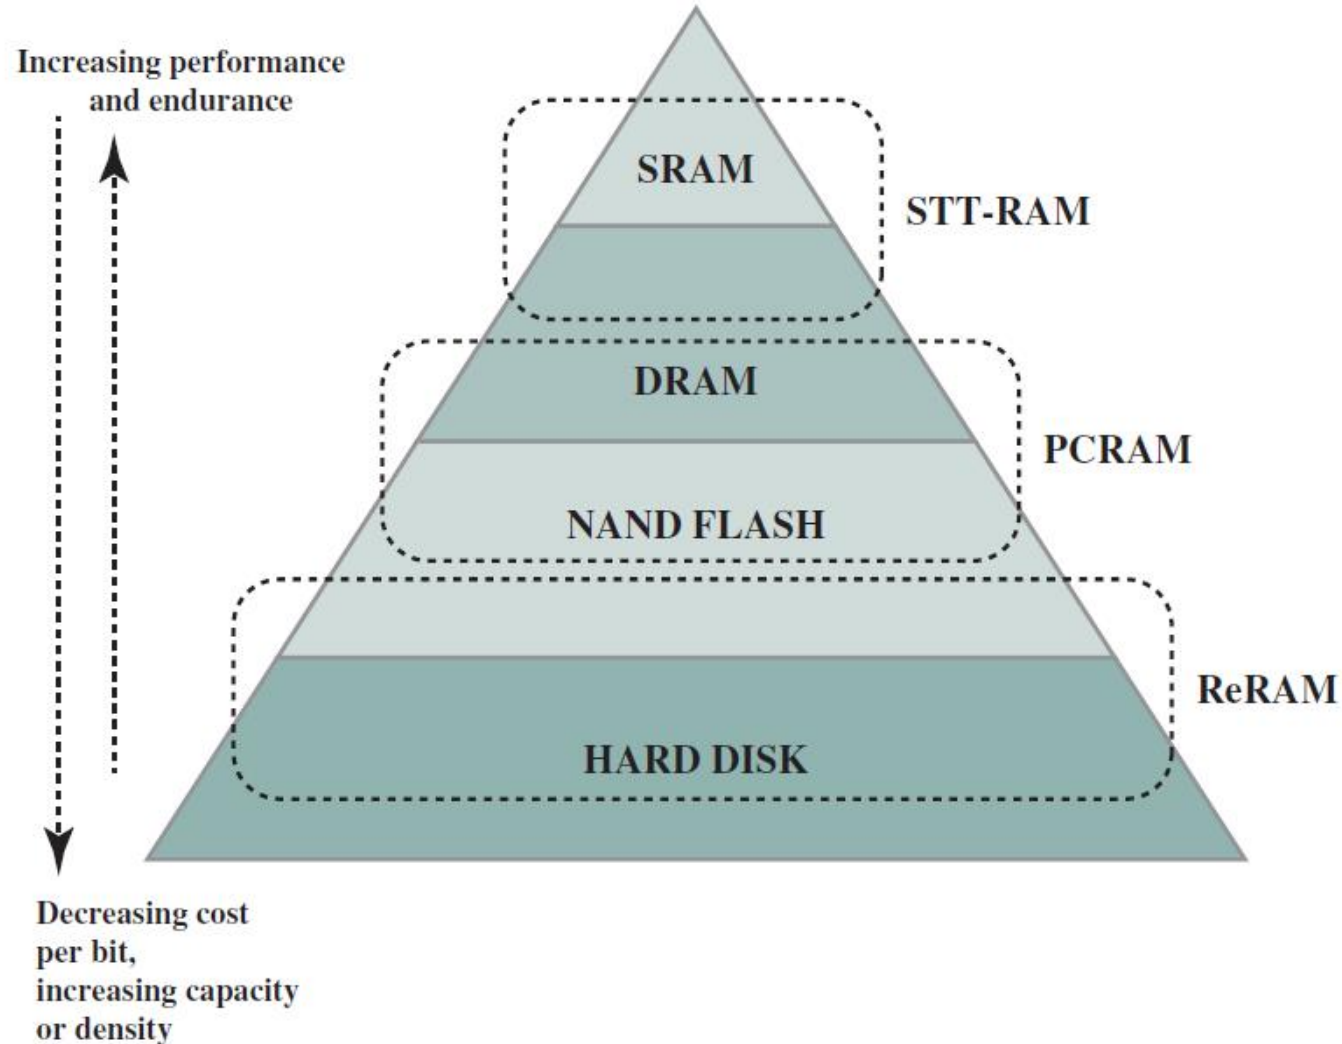 Increasing performance
and endurance
SRAM
STT-RAM
DRAM
PCRAM
NAND FLASH
ReRAM
HARD DISK
Decreasing cost
per bit,
increasing capacity
or density